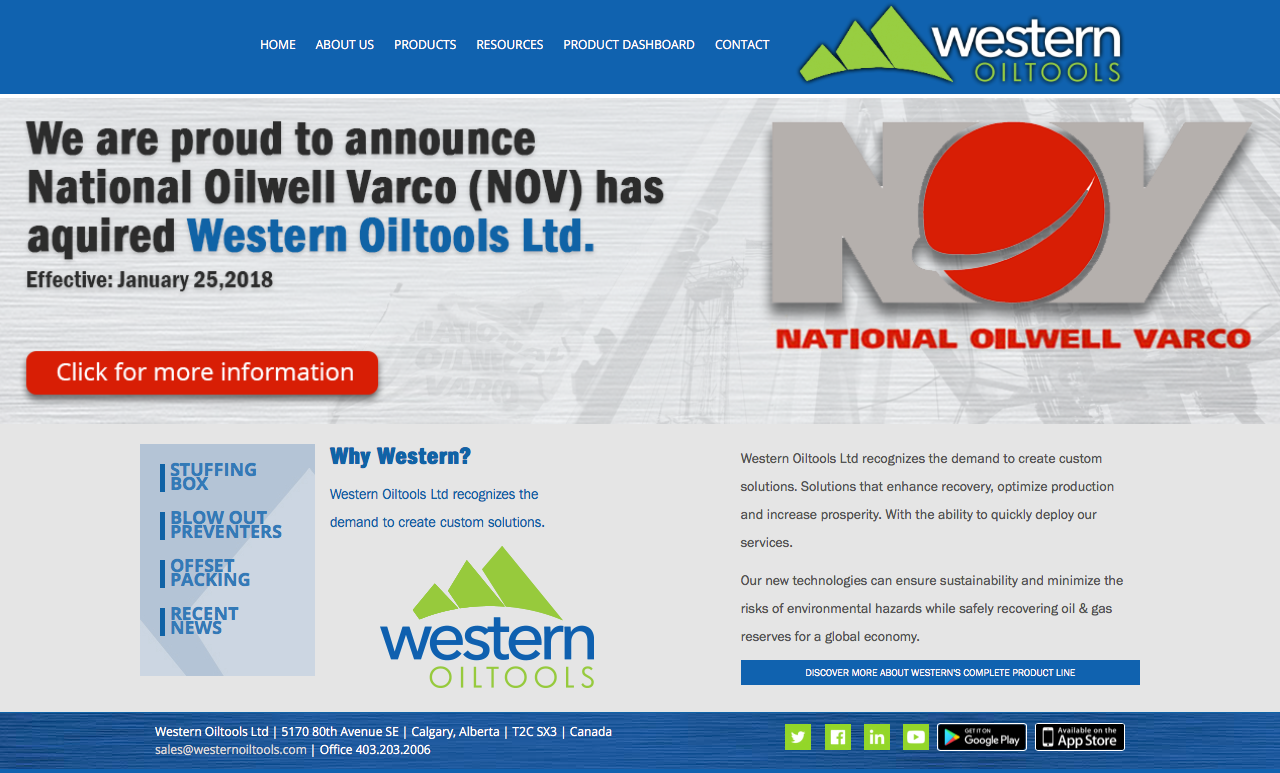 HOME ABOUT US PRODUCTS RESOURCES PRODUCT DASHBOARD CONTACT
western
OILTOOLS
We are proud to announce
National Oilwell Varco (NOV) has
aquired Western Oiltools Ltd.
Effective: January 25,2018
Click for more information
NOV
NATIONAL OILWELL VARCO
NATIONAL
OILWELL
VARCO
STUFFING
BOX
BLOW OUT
PREVENTERS
OFFSET
PACKING
RECENT
NEWS
Why Western?
Western Oiltools Ltd recognizes the
demand to create custom solutions.
western
OILTOOLS
Western Oiltools Ltd recognizes the demand to create custom
solutions. Solutions that enhance recovery, optimize production
and increase prosperity. With the ability to quickly deploy our
services.
Our new technologies can ensure sustainability and minimize the
risks of environmental hazards while safely recovering oil & gas
reserves for a global economy.
DISCOVER MORE ABOUT WESTERN'S COMPLETE PRODUCT LINE
Western Oiltools Ltd | 5170 80th Avenue SE | Calgary, Alberta | T2C SX3 | Canada
sales@westernoiltools.com | Office 403.203.2006
in
GET IT ON
Google Play
Available on the
App Store